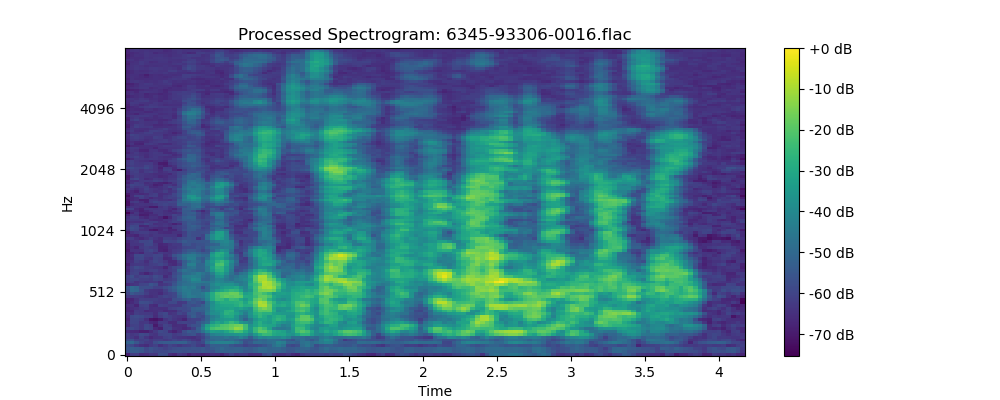 Processed Spectrogram: 6345-93306-0016.flac
Hz
4096
2048
1024
512
0
0 0.5 1 1.5 2 2.5 3 3.5 4
Time
+0 dB
-10 dB
-20 dB
-30 dB
-40 dB
-50 dB
-60 dB
-70 dB